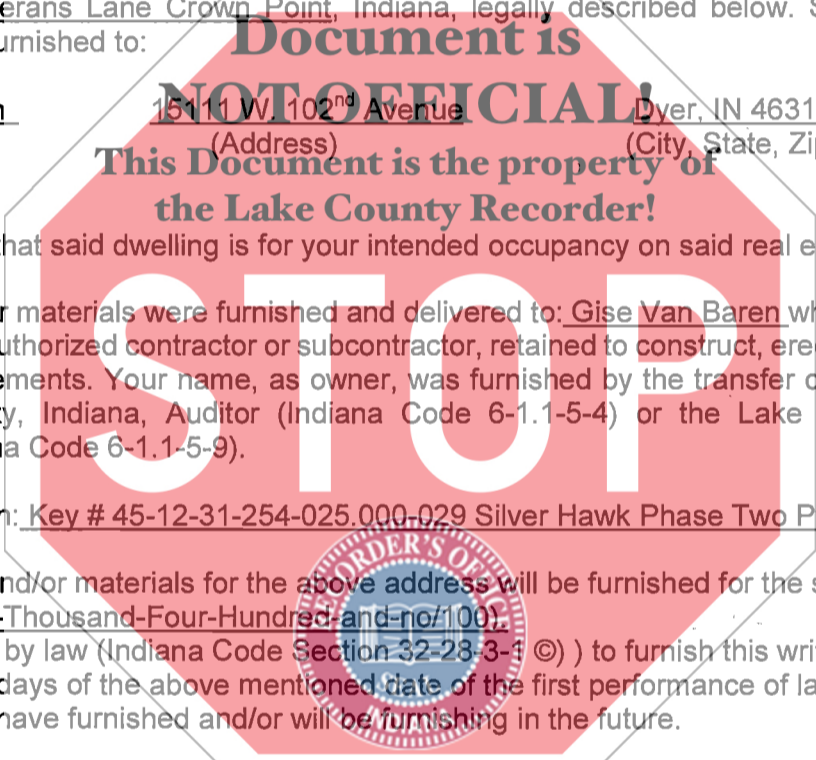 erans Lane Crown Point, Indiana, legally described below. S
urnished to:
Document is
NOT OFFICIAL!
15111 W. 102nd Avenue Dyer, IN 4631
(Address) (City, State, Zi
This Document is the property of
the Lake County Recorder!
hat said dwelling is for your intended occupancy on said real e
STOP
r materials were furnished and delivered to: Gise Van Baren wh
uthorized contractor or subcontractor, retained to construct, ere
ements. Your name, as owner, was furnished by the transfer o
y, Indiana, Auditor (Indiana Code 6-1.1-5-4) or the Lake
a Code 6-1.1-5-9).
n: Key # 45-12-31-254-025.000-029 Silver Hawk Phase Two P
RECORDER'S OFFICE
nd/or materials for the above address will be furnished for the s
-Thousand-Four-Hundred-and-no/100).
by law (Indiana Code Section 32-28-3-1 ©) ) to furnish this wri
days of the above mentioned date of the first performance of la
have furnished and/or will be furnishing in the future.